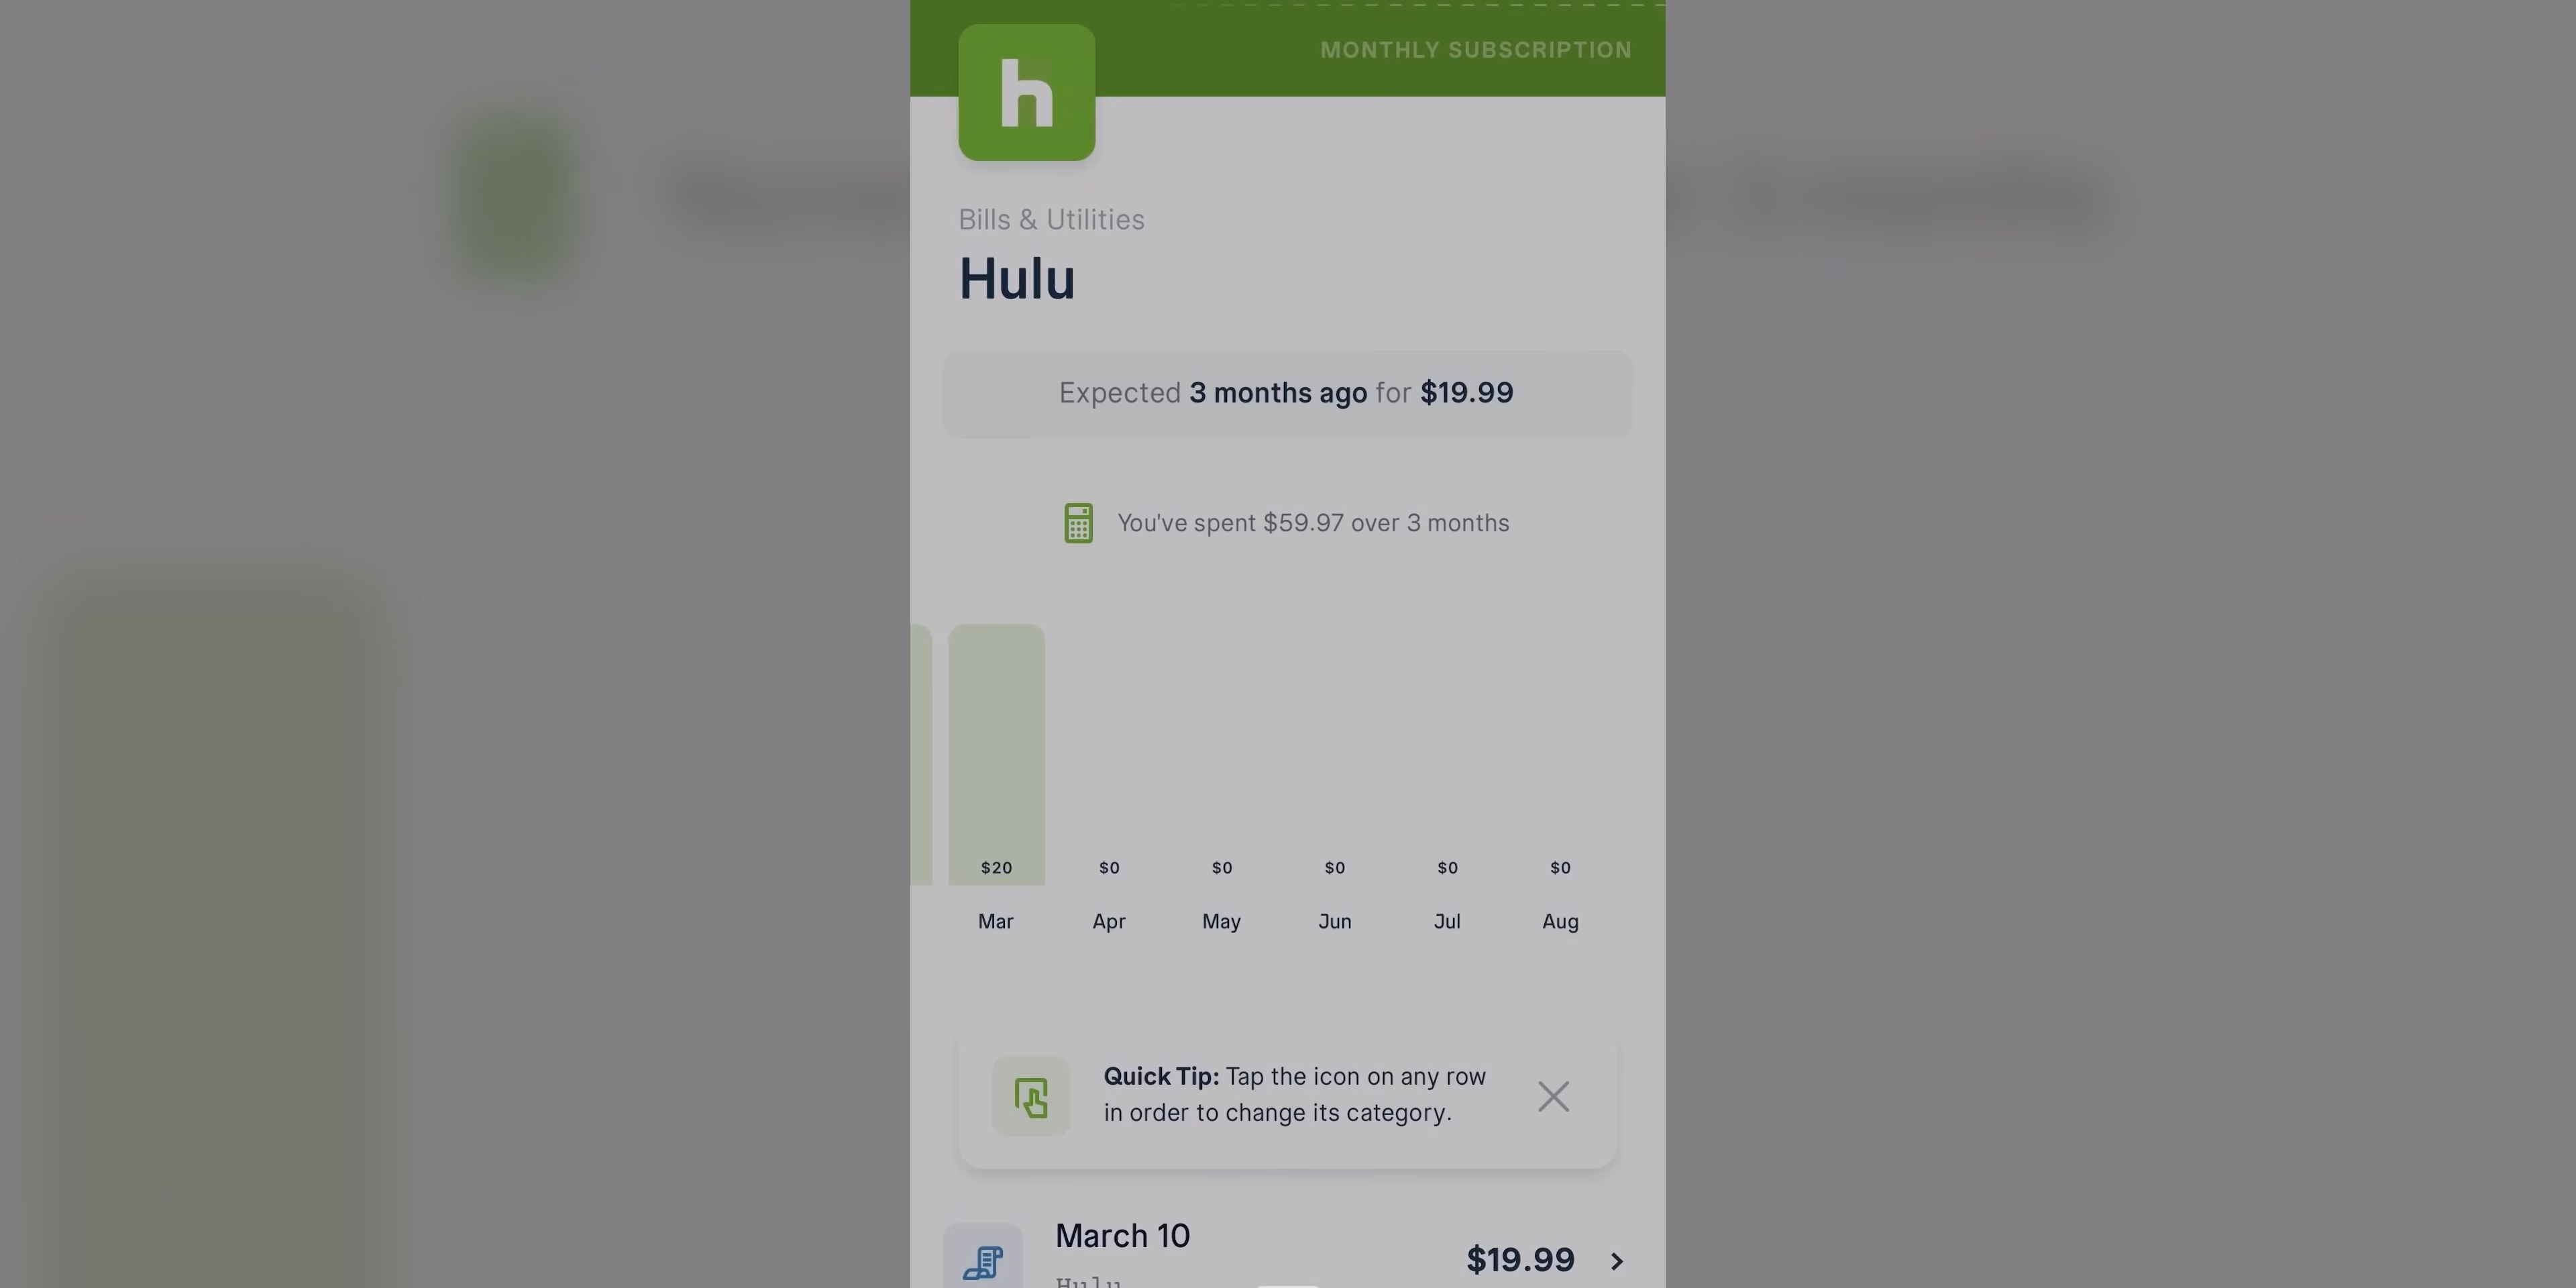 MONTHLY SUBSCRIPTION
h
Bills & Utilities
Hulu
Expected 3 months ago for $19.99
You've spent $59.97 over 3 months
$20 $0 $0 $0 $0 $0
Mar Apr May Jun Jul Aug
Quick Tip: Tap the icon on any row
in order to change its category.
March 10
$19.99
Hulu